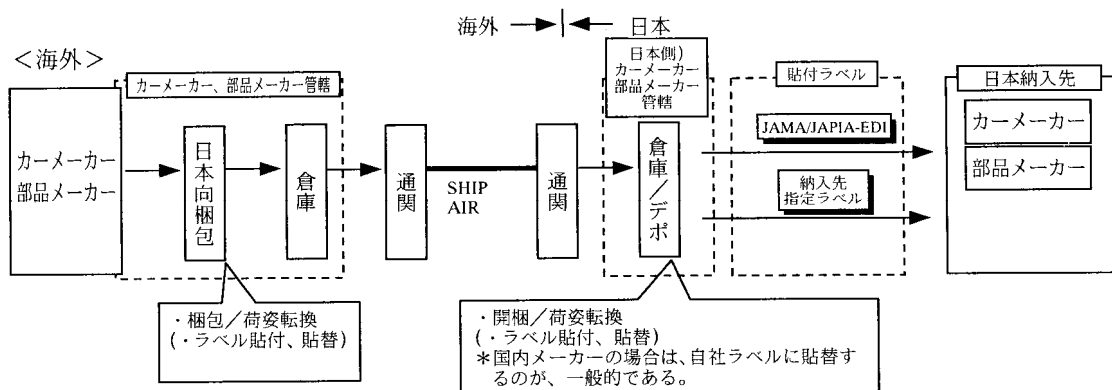 海外
日本
＜海外＞
カーメーカー、部品メーカー管轄
日本側）
カーメーカー
部品メーカー
管轄
貼付ラベル
日本納入先
カーメーカー
部品メーカー
日本向梱包
倉庫
通関
SHIP
AIR
通関
倉庫／デポ
JAMA/JAPIA-EDI
納入先
指定ラベル
カーメーカー
部品メーカー
・梱包／荷姿転換
(・ラベル貼付、貼替)
・開梱／荷姿転換
(・ラベル貼付、貼替)
＊国内メーカーの場合は、自社ラベルに貼替す
るのが、一般的である。